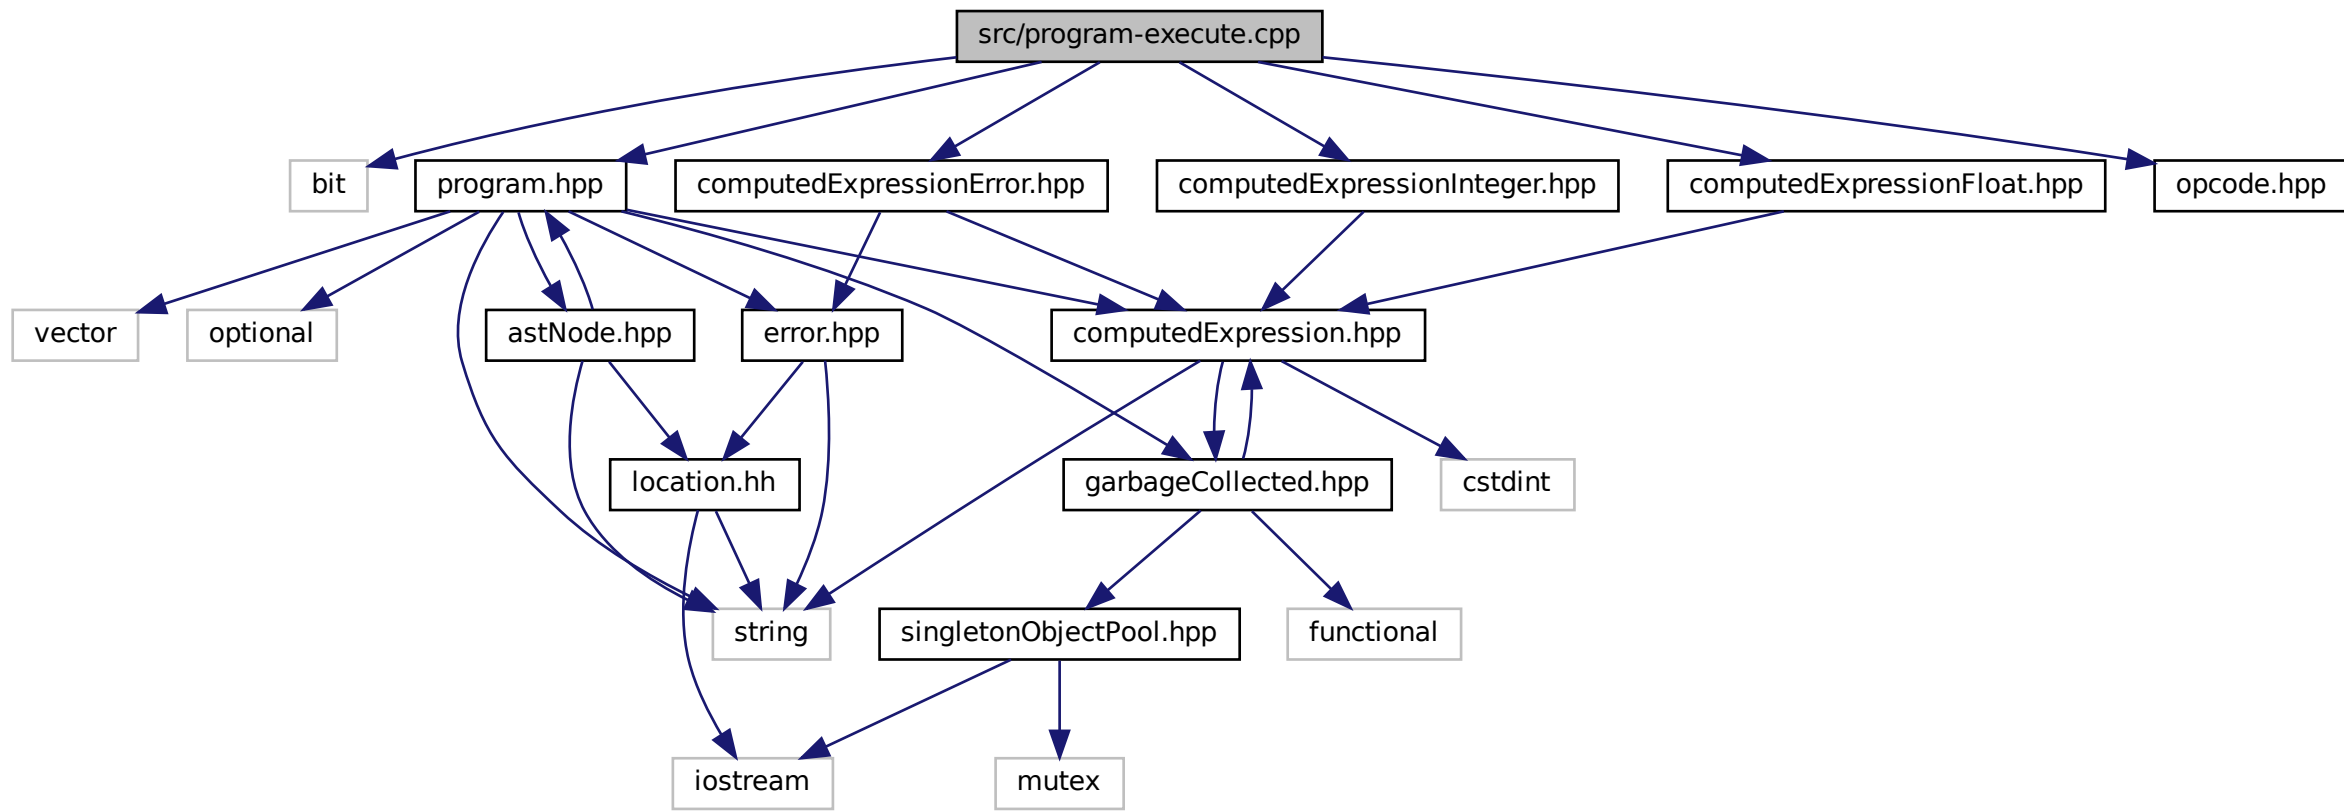 src/program-execute.cpp
bit
program.hpp
computedExpressionError.hpp
computedExpressionInteger.hpp
computedExpressionFloat.hpp
opcode.hpp
vector
optional
astNode.hpp
error.hpp
computedExpression.hpp
location.hh
garbageCollected.hpp
cstdint
string
singletonObjectPool.hpp
functional
iostream
mutex